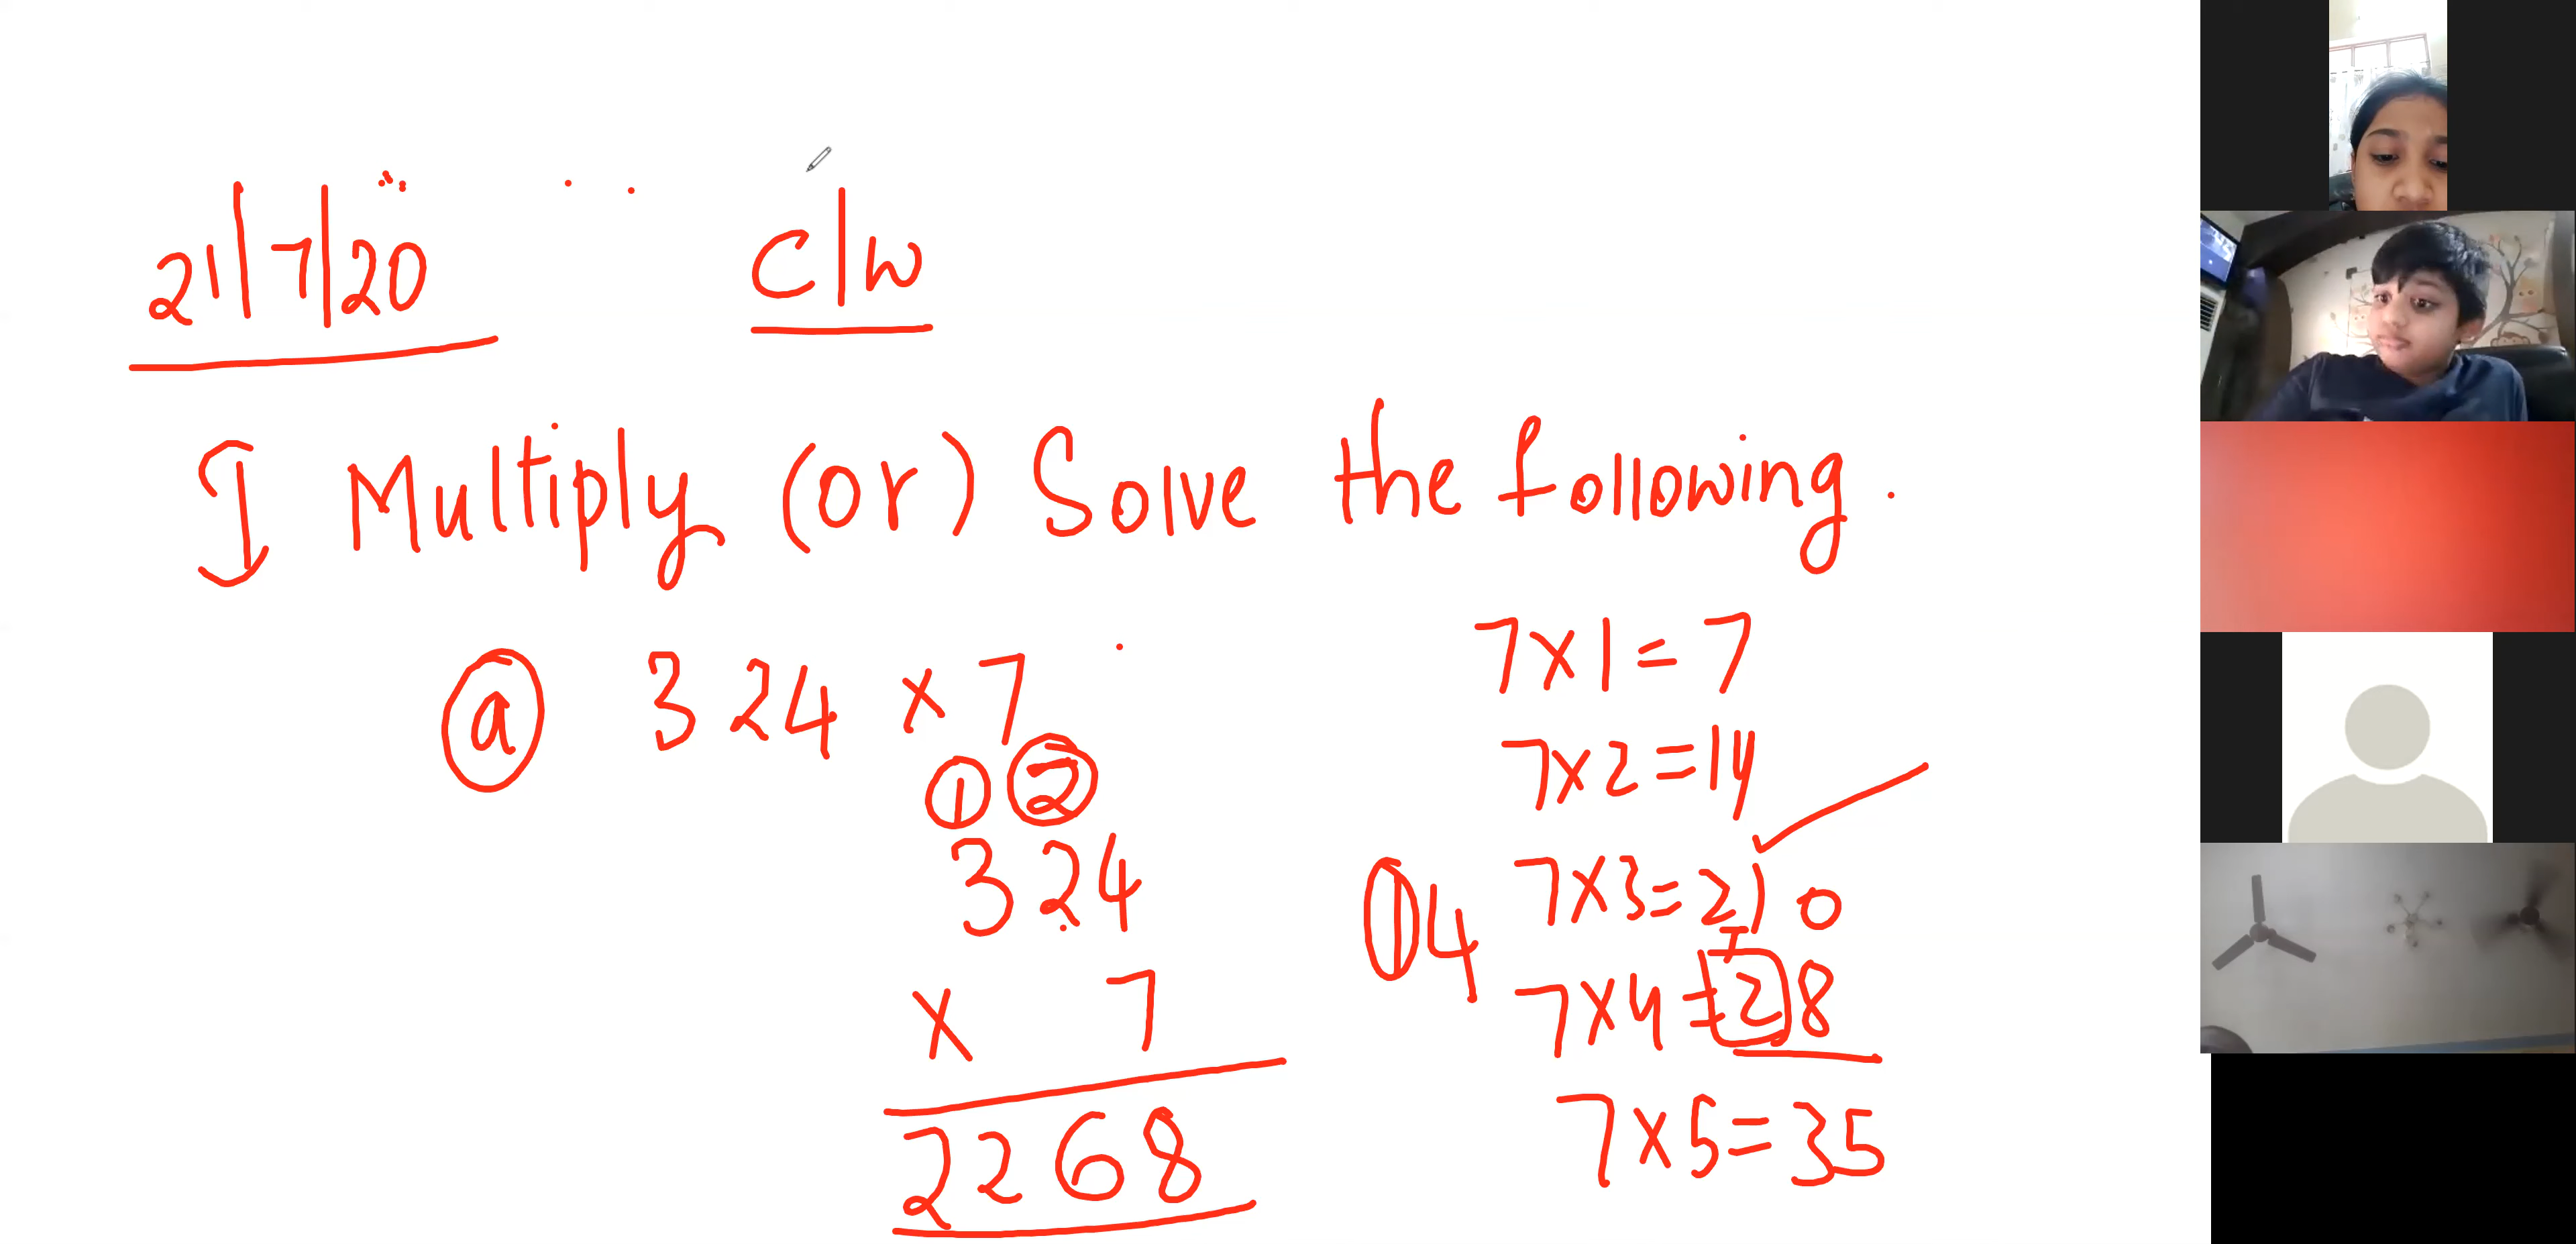 21/7/20 C/W
I Multiply (or) Solve the following.
a 324 x 7
1 2
324
x 7
2268
7x1=7
7x2=14
7x3=21 0
14
7x4=28
7x5=35